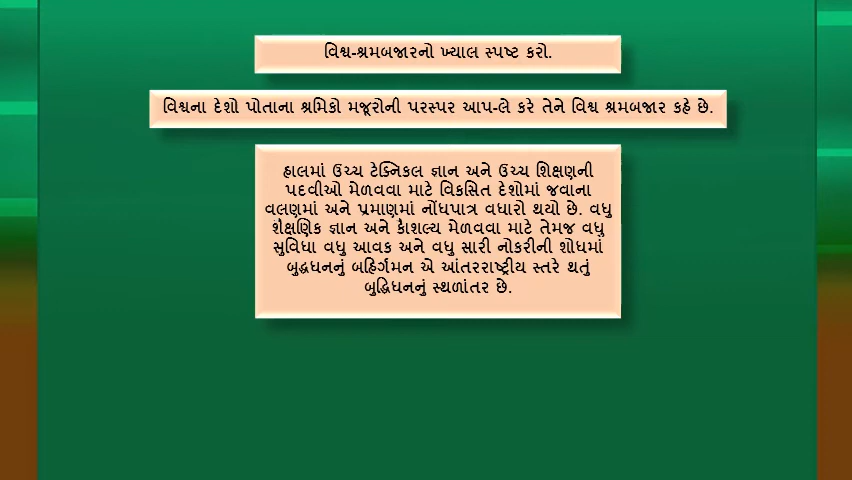 વિશ્વ-શ્રમબજારનો ખ્યાલ સ્પષ્ટ કરો.
વિશ્વના દેશો પોતાના શ્રમિકો મજૂરોની પરસ્પર આપ-લે કરે તેને વિશ્વ શ્રમબજાર કહે છે.
હાલમાં ઉચ્ચ ટેક્નિકલ જ્ઞાન અને ઉચ્ચ શિક્ષણની
પદવીઓ મેળવવા માટે વિકસિત દેશોમાં જવાના
વલણમાં અને પ્રમાણમાં નોંધપાત્ર વધારો થયો છે. વધુ
શૈક્ષણિક જ્ઞાન અને કૌશલ્ય મેળવવા માટે તેમજ વધુ
સુવિધા વધુ આવક અને વધુ સારી નોકરીની શોધમાં
બુદ્ધધનનું બહિર્ગમન એ આંતરરાષ્ટ્રીય સ્તરે થતું
બુદ્ધિધનનું સ્થળાંતર છે.